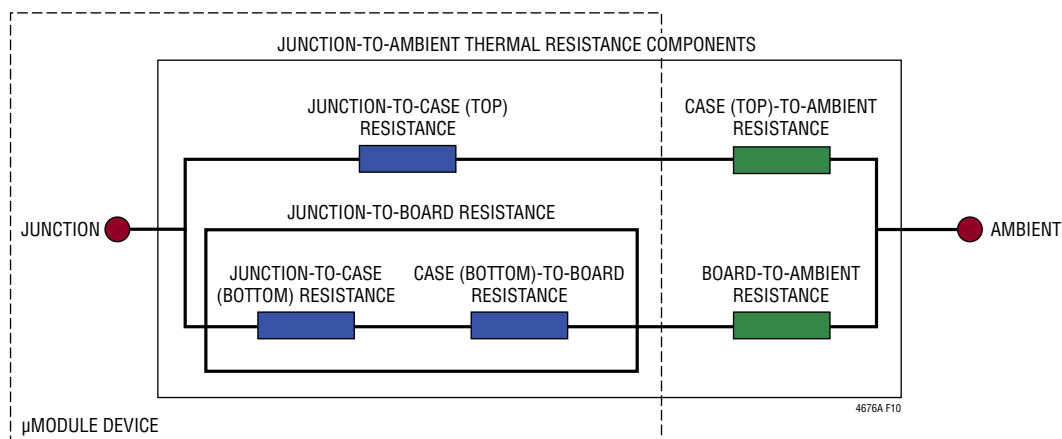 JUNCTION-TO-AMBIENT THERMAL RESISTANCE COMPONENTS
JUNCTION-TO-CASE (TOP)
RESISTANCE
CASE (TOP)-TO-AMBIENT
RESISTANCE
JUNCTION
JUNCTION-TO-BOARD RESISTANCE
AMBIENT
JUNCTION-TO-CASE
(BOTTOM) RESISTANCE
CASE (BOTTOM)-TO-BOARD
RESISTANCE
BOARD-TO-AMBIENT
RESISTANCE
4676A F10
µMODULE DEVICE